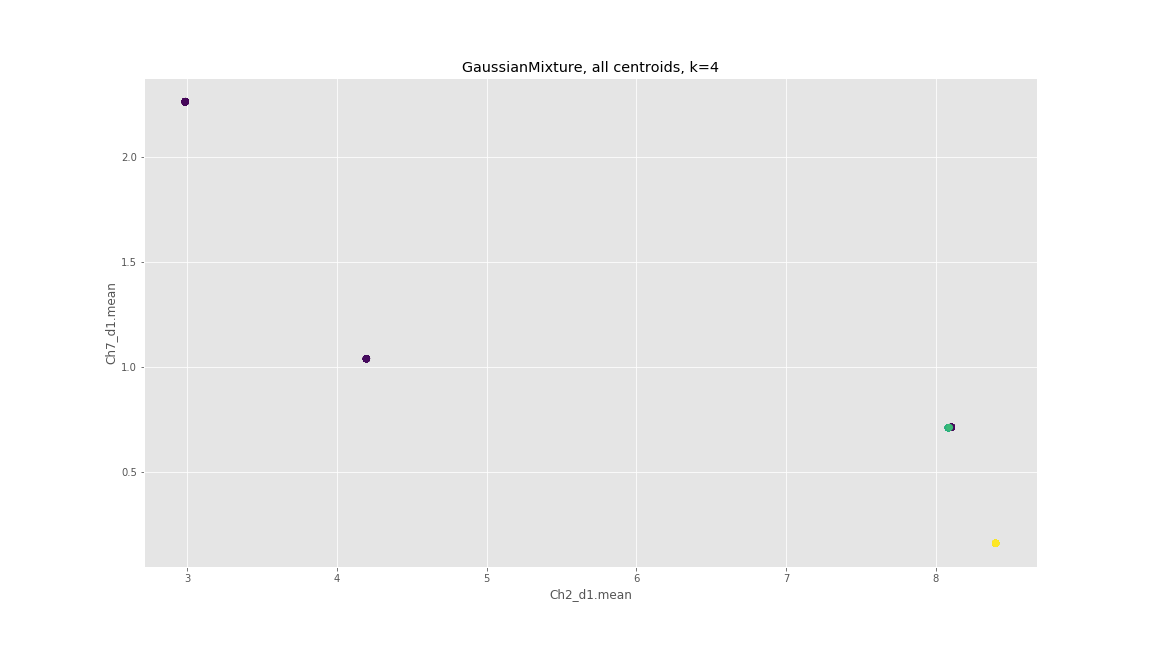 GaussianMixture, all centroids, k=4
Ch7_d1.mean
2.0
1.5
1.0
0.5
3 4 5 6 7 8
Ch2_d1.mean